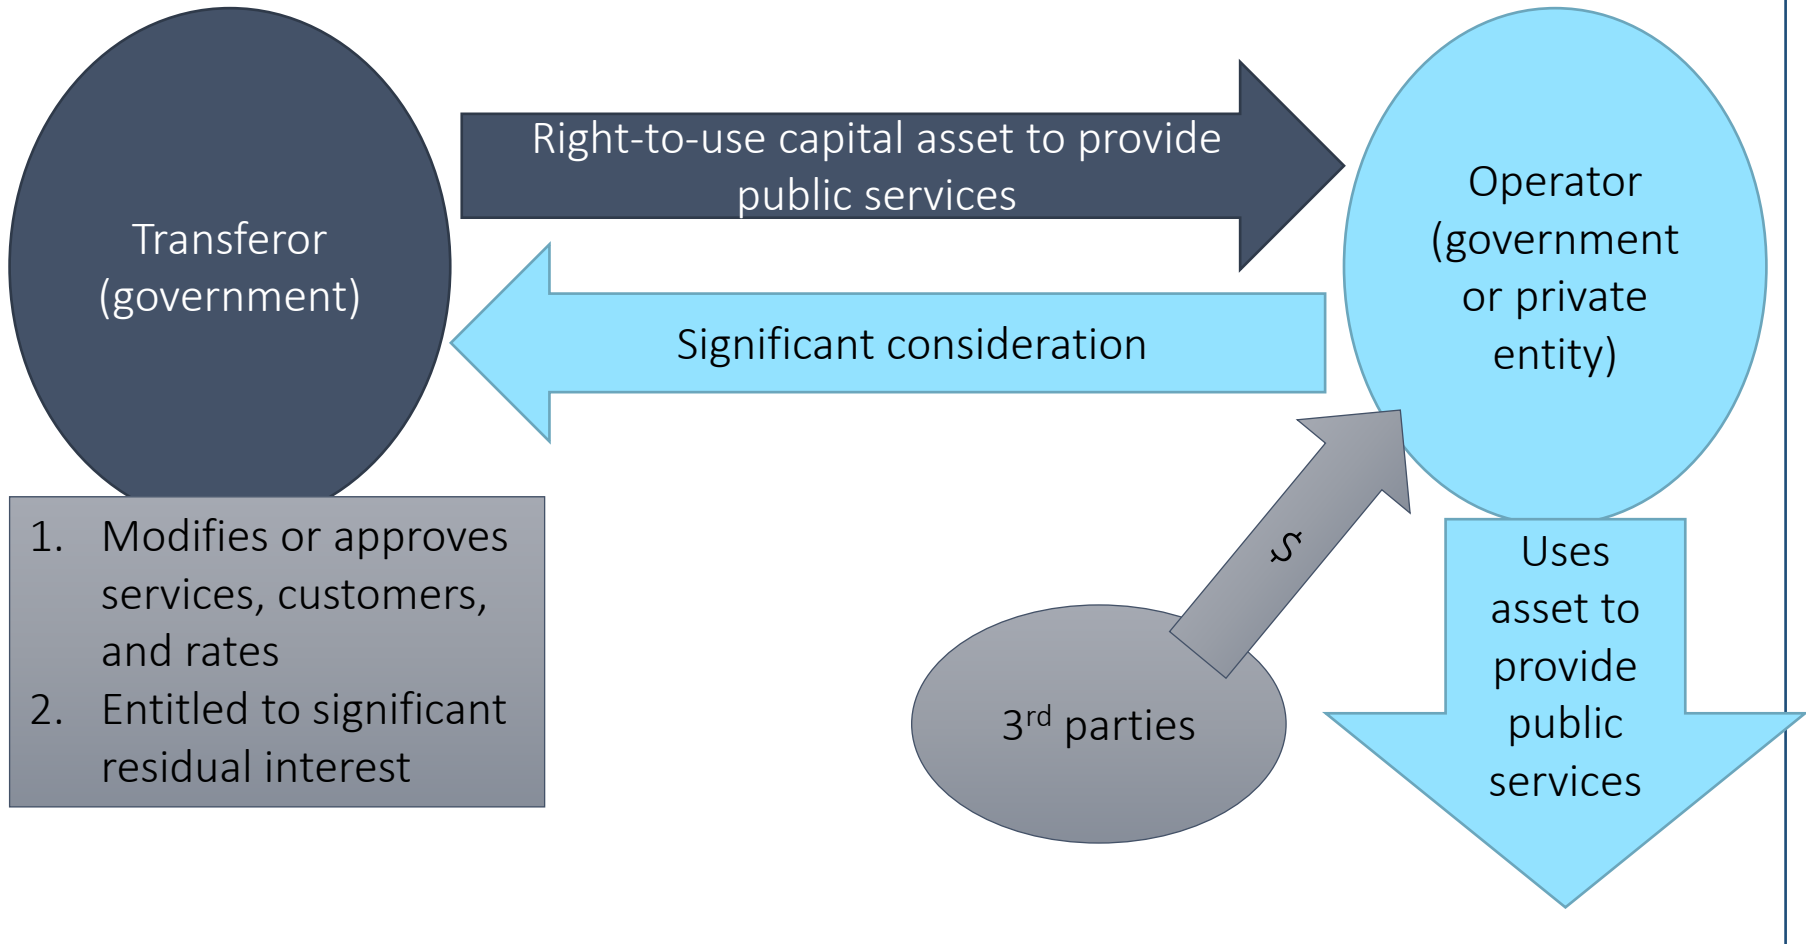 Transferor
(government)
Right-to-use capital asset to provide
public services
Significant consideration
Operator
(government
or private
entity)
1. Modifies or approves
services, customers,
and rates
2. Entitled to significant
residual interest
$
3rd parties
Uses
asset to
provide
public
services